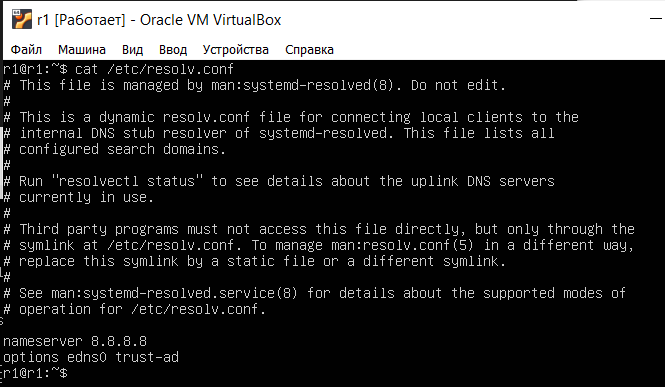 r1 [Работает] - Oracle VM VirtualBox
Файл Машина Вид Ввод Устройства Справка
r1@r1:~$ cat /etc/resolv.conf
# This file is managed by man:systemd-resolved(8). Do not edit.
#
# This is a dynamic resolv.conf file for connecting local clients to the
# internal DNS stub resolver of systemd-resolved. This file lists all
# configured search domains.
#
# Run "resolvectl status" to see details about the uplink DNS servers
# currently in use.
#
# Third party programs must not access this file directly, but only through the
# symlink at /etc/resolv.conf. To manage man:resolv.conf(5) in a different way,
# replace this symlink by a static file or a different symlink.
#
# See man:systemd-resolved.service(8) for details about the supported modes of
# operation for /etc/resolv.conf.

nameserver 8.8.8.8
options edns0 trust-ad
r1@r1:~$